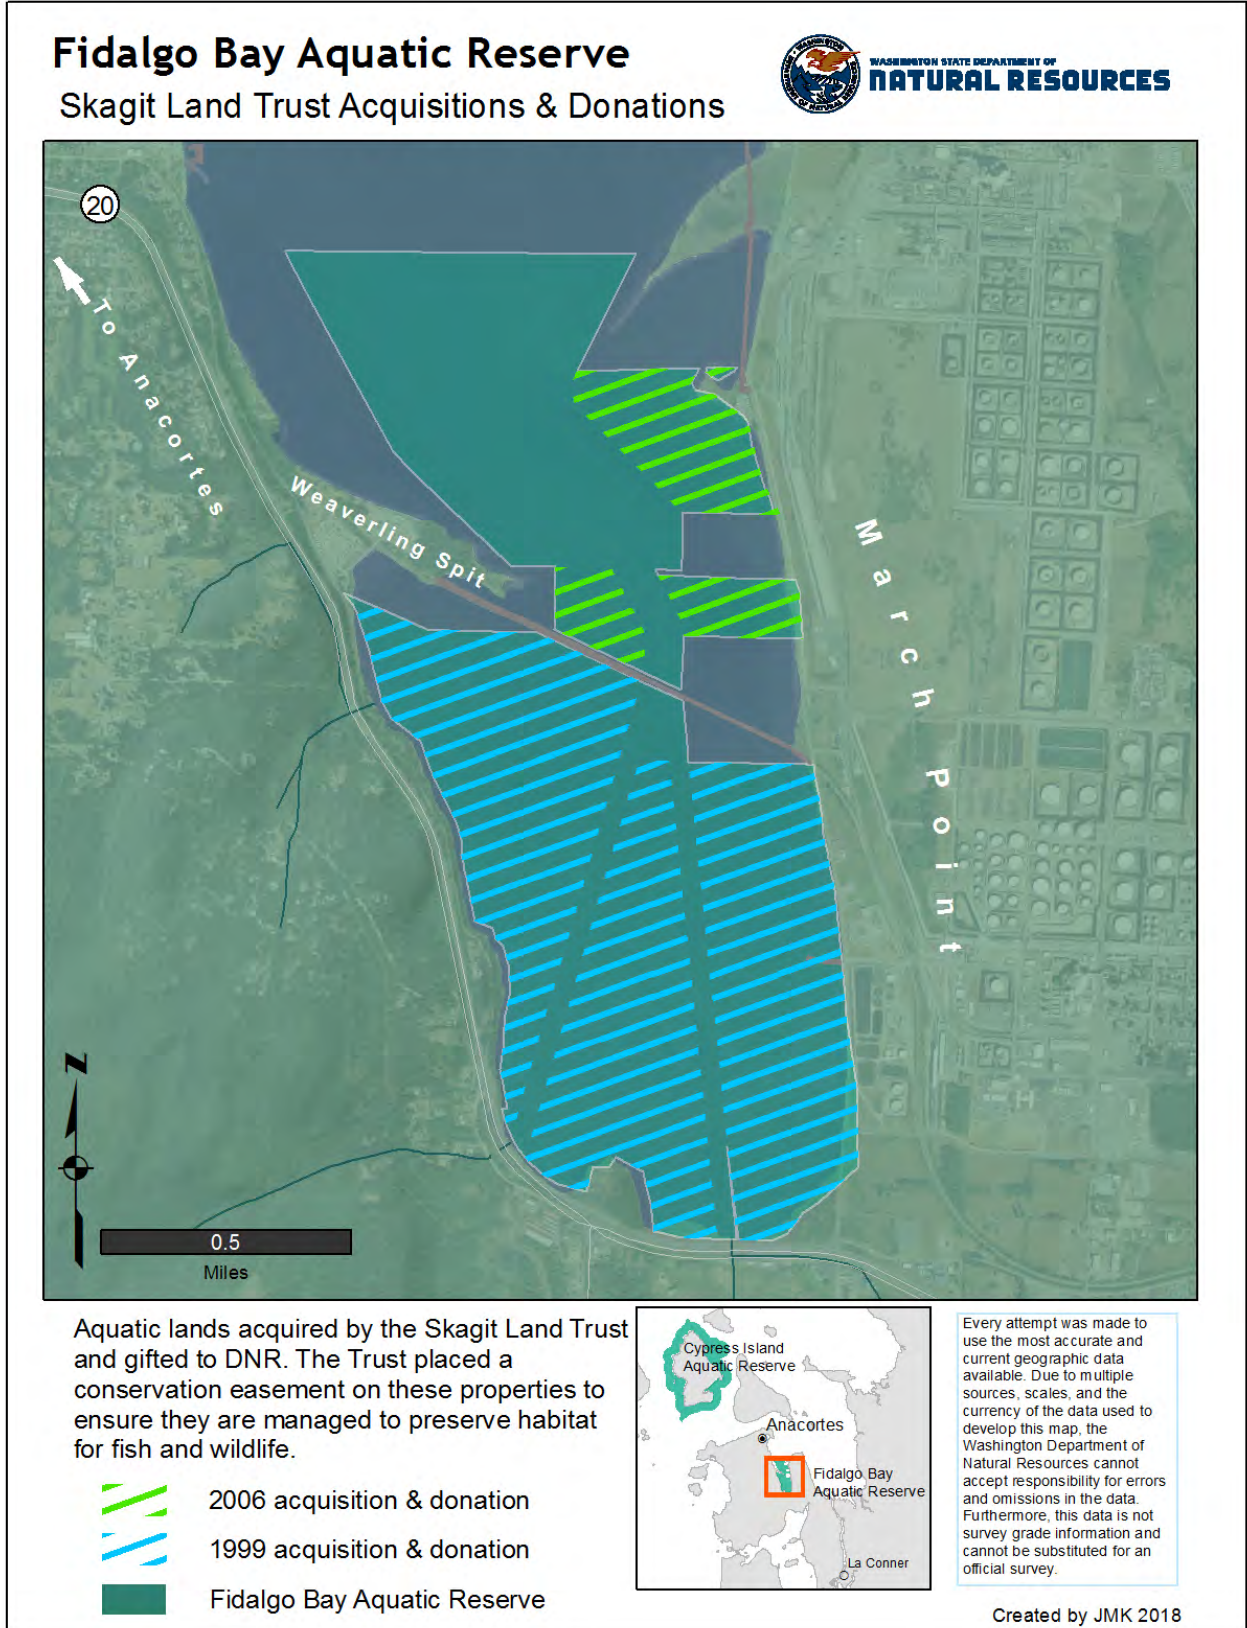 Fidalgo Bay Aquatic Reserve
Skagit Land Trust Acquisitions & Donations
WASHINGTON STATE DEPARTMENT OF
NATURAL RESOURCES
20
To Anacortes
Weaverling Spit
March Point
N
0.5
Miles
Aquatic lands acquired by the Skagit Land Trust
and gifted to DNR. The Trust placed a
conservation easement on these properties to
ensure they are managed to preserve habitat
for fish and wildlife.
2006 acquisition & donation
1999 acquisition & donation
Fidalgo Bay Aquatic Reserve
Cypress Island
Aquatic Reserve
Anacortes
Fidalgo Bay
Aquatic Reserve
La Conner
Every attempt was made to
use the most accurate and
current geographic data
available. Due to multiple
sources, scales, and the
currency of the data used to
develop this map, the
Washington Department of
Natural Resources cannot
accept responsibility for errors
and omissions in the data.
Furthermore, this data is not
survey grade information and
cannot be substituted for an
official survey.
Created by JMK 2018